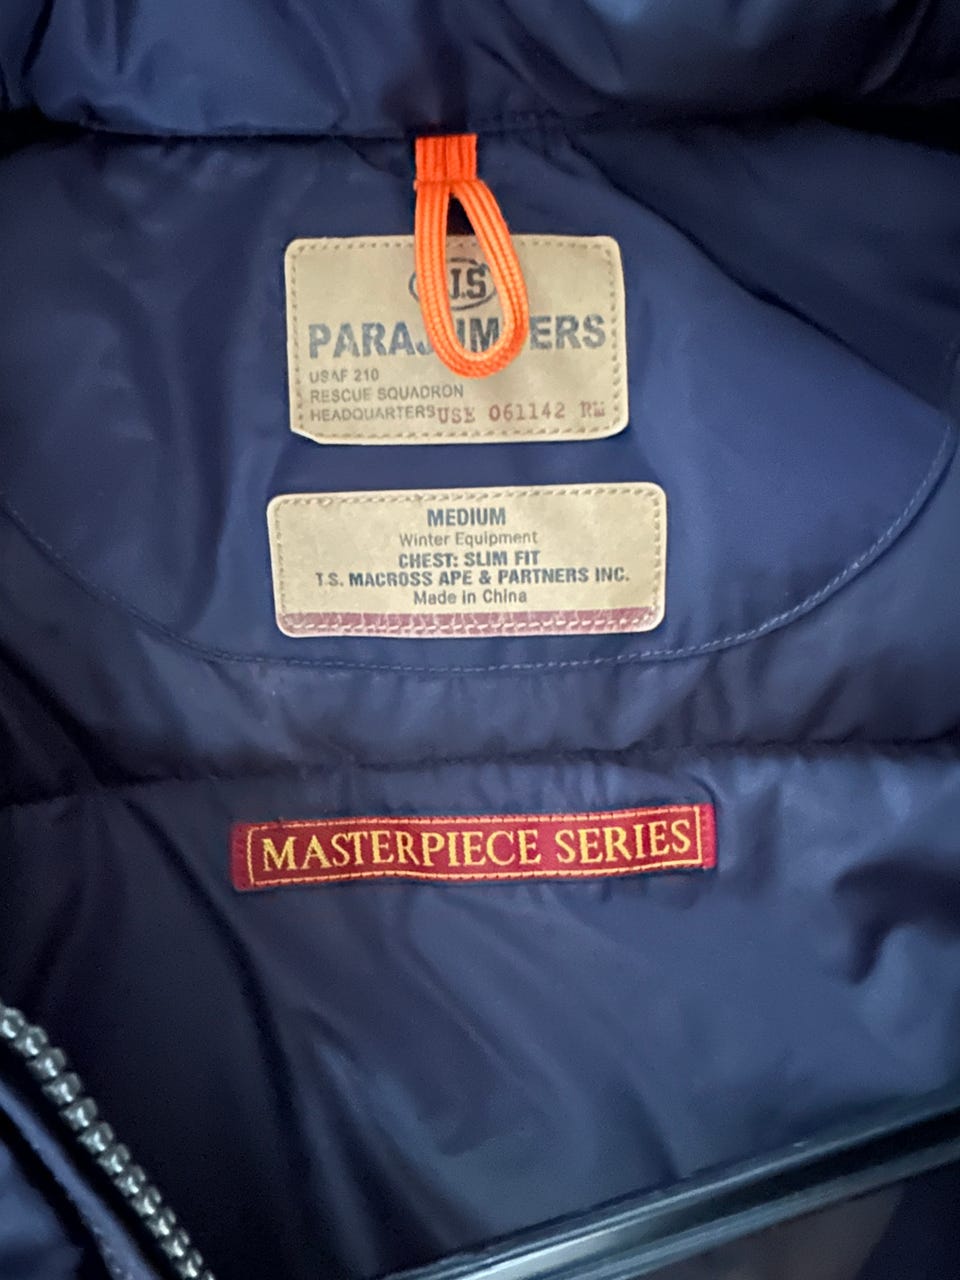 PARAJUMPERS
USAF 210
RESCUE SQUADRON
HEADQUARTERS USE 061142
MEDIUM
Winter Equipment
CHEST: SLIM FIT
T.S. MACROSS APE & PARTNERS INC.
Made in China
MASTERPIECE SERIES